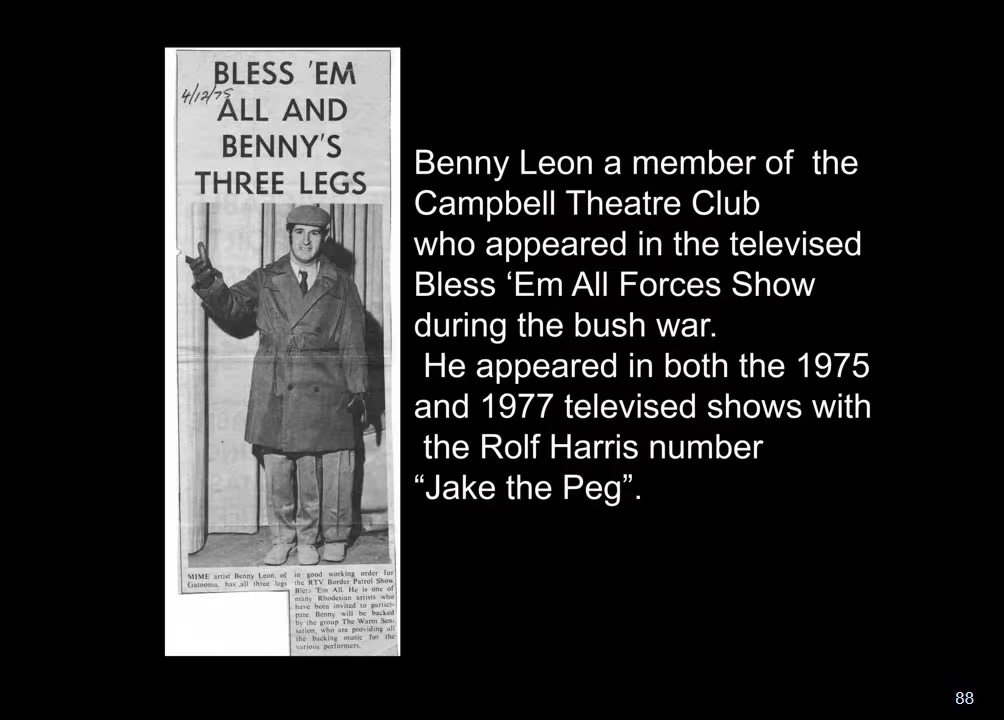 BLESS 'EM
4/12/75
ALL AND
BENNY'S
THREE LEGS
MIME artist Benny Leon, of
Gatooma, has all three legs
in good working order for
the RTV Border Patrol Show
Bless 'Em All. He is one of
many Rhodesian artists who
have been invited to partici-
pate. Benny will be backed
by the group The Warm Sen-
sation, who are providing all
the backing music for the
various performers.
Benny Leon a member of the
Campbell Theatre Club
who appeared in the televised
Bless ‘Em All Forces Show
during the bush war.
He appeared in both the 1975
and 1977 televised shows with
the Rolf Harris number
“Jake the Peg”.
88